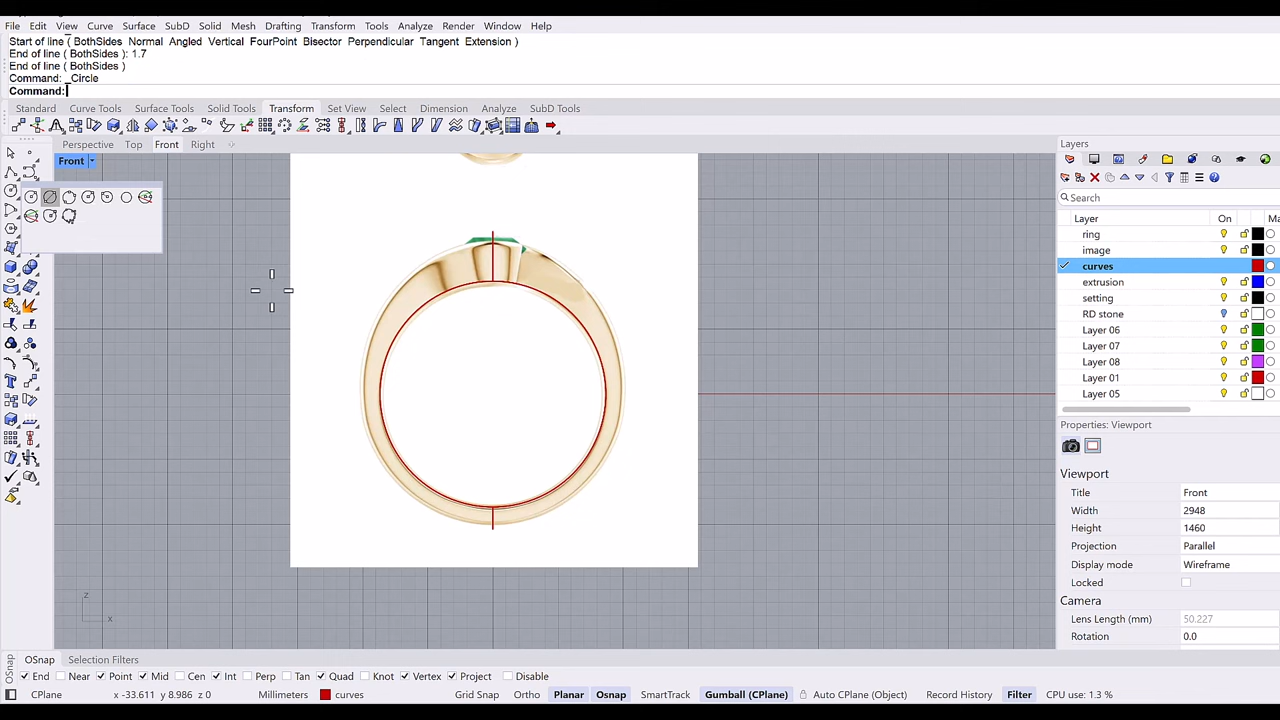 File Edit View Curve Surface SubD Solid Mesh Drafting Transform Tools Analyze Render Window Help
Start of line ( BothSides Normal Angled Vertical FourPoint Bisector Perpendicular Tangent Extension )
End of line ( BothSides ): 1.7
End of line ( BothSides )
Command: _Circle
Command:
Standard Curve Tools Surface Tools Solid Tools Transform Set View Select Dimension Analyze SubD Tools
Perspective Top Front Right
Front
Layers
Search
Layer On Ma
ring
image
curves
extrusion
setting
RD stone
Layer 06
Layer 07
Layer 08
Layer 01
Layer 05
Properties: Viewport
Viewport
Title Front
Width 2948
Height 1460
Projection Parallel
Display mode Wireframe
Locked
Camera
Lens Length (mm) 50.227
Rotation 0.0
z
x
OSnap Selection Filters
OSnap
End Near Point Mid Cen Int Perp Tan Quad Knot Vertex Project Disable
CPlane x -33.611 y 8.986 z 0 Millimeters curves Grid Snap Ortho Planar Osnap SmartTrack Gumball (CPlane) Auto CPlane (Object) Record History Filter CPU use: 1.3 %